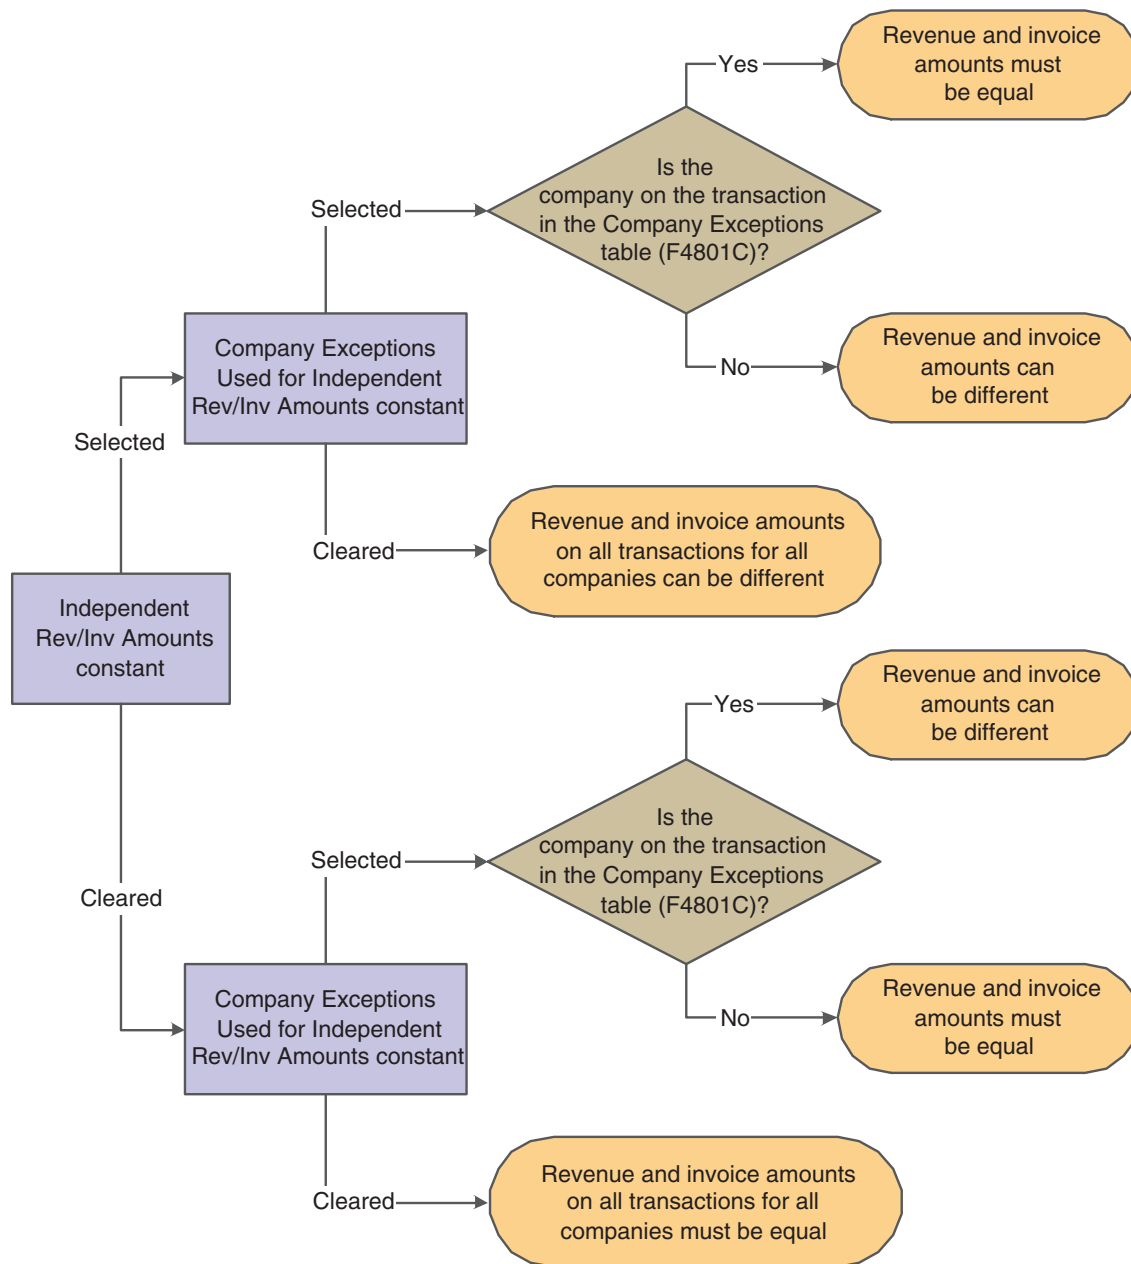 Revenue and invoice
amounts must
be equal
Yes
Is the
company on the transaction
in the Company Exceptions
table (F4801C)?
Selected
Company Exceptions
Used for Independent
Rev/Inv Amounts constant
Revenue and invoice
amounts can
be different
No
Selected
Revenue and invoice amounts
on all transactions for all
companies can be different
Cleared
Independent
Rev/Inv Amounts
constant
Revenue and invoice
amounts can
be different
Yes
Is the
company on the transaction
in the Company Exceptions
table (F4801C)?
Selected
Cleared
Company Exceptions
Used for Independent
Rev/Inv Amounts constant
Revenue and invoice
amounts must
be equal
No
Revenue and invoice amounts
on all transactions for all
companies must be equal
Cleared